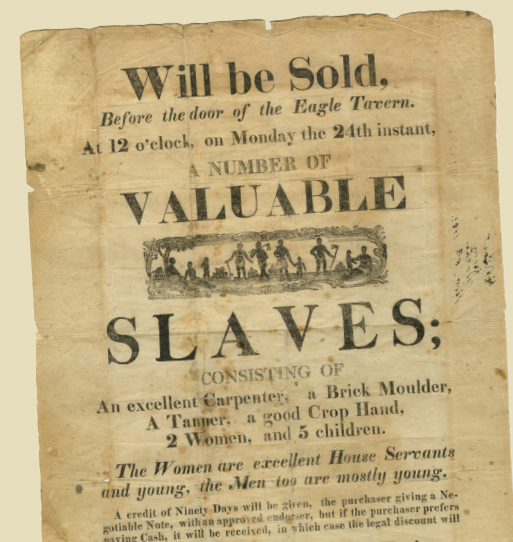 Will be Sold,
Before the door of the Eagle Tavern.
At 12 o'clock, on Monday the 24th instant,
A NUMBER OF
VALUABLE
SLAVES;
CONSISTING OF
An excellent Carpenter, a Brick Moulder,
A Tanner, a good Crop Hand,
2 Women, and 5 children.
The Women are excellent House Servants
and young, the Men too are mostly young.
A credit of Ninety Days will be given, the purchaser giving a Ne-
gotiable Note, with an approved endorser, but if the purchaser prefers
paying Cash, it will be received, in which case the legal discount will